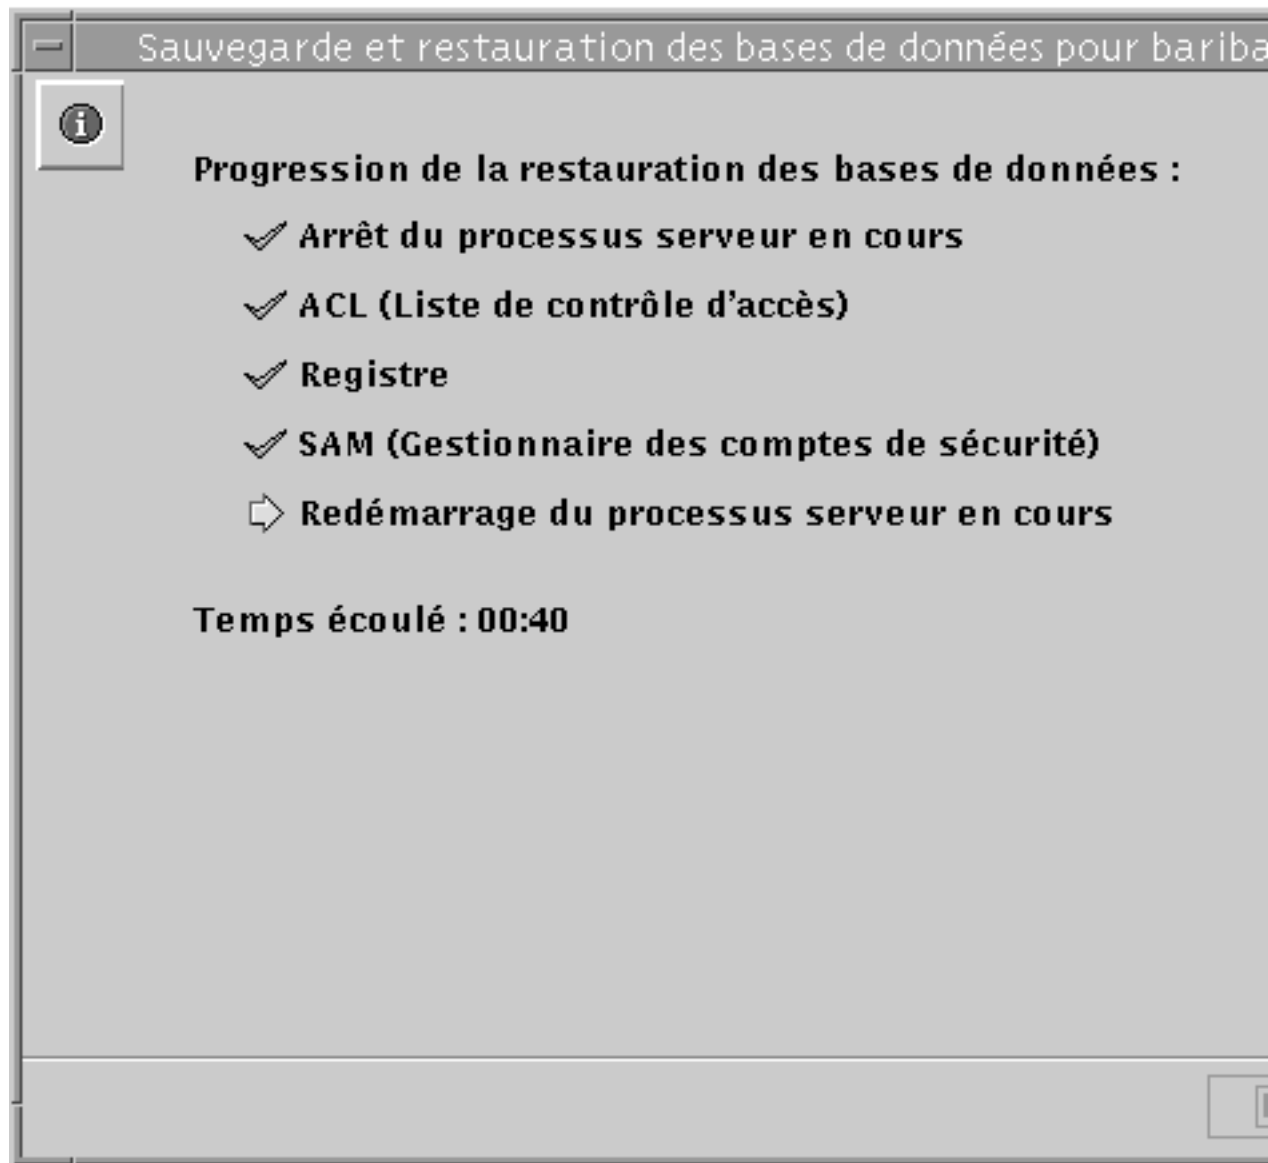 Sauvegarde et restauration des bases de données pour bariba
Progression de la restauration des bases de données :
Arrêt du processus serveur en cours
ACL (Liste de contrôle d'accès)
Registre
SAM (Gestionnaire des comptes de sécurité)
Redémarrage du processus serveur en cours
Temps écoulé : 00:40